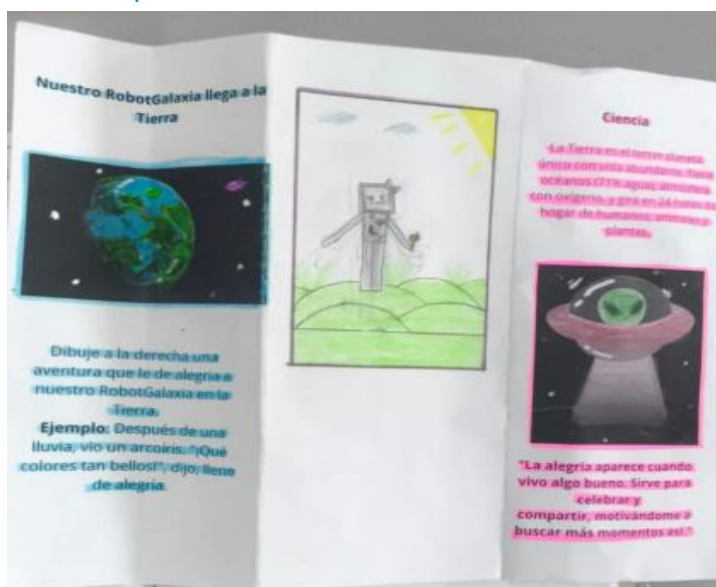 Nuestro RobotGalaxia llega a la
Tierra
Dibuje a la derecha una
aventura que le de alegria a
nuestro RobotGalaxia en la
Tierra.
Ejemplo: Después de una
lluvia, vio un arcoíris. "¡Qué
colores tan bellos!", dijo, lleno
de alegría.
Ciencia
La Tierra es el tercer planeta
único con vida abundante. Tiene
océanos (71% agua), atmósfera
con oxígeno, y gira en 24 horas. Es
hogar de humanos, animales y
plantas.
"La alegría aparece cuando
vivo algo bueno. Sirve para
celebrar y
compartir, motivándome a
buscar más momentos así."